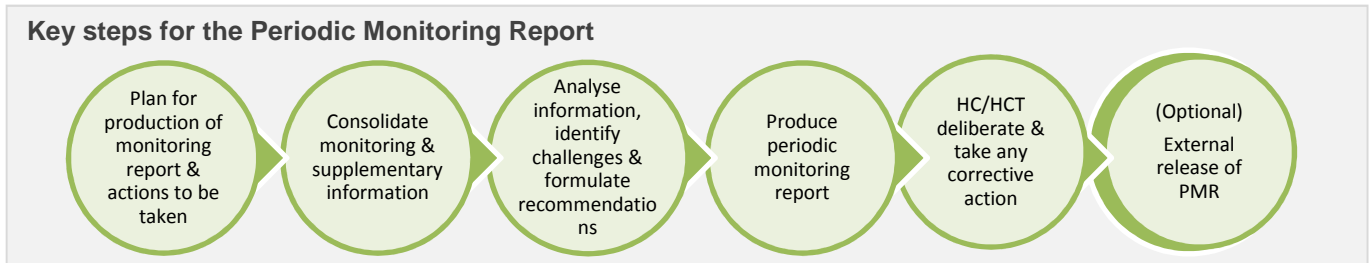 Key steps for the Periodic Monitoring Report
Plan for
production of
monitoring
report &
actions to be
taken
Consolidate
monitoring &
supplementary
information
Analyse
information,
identify
challenges &
formulate
recommendatio
ns
Produce
periodic
monitoring
report
HC/HCT
deliberate &
take any
corrective
action
(Optional)
External
release of
PMR